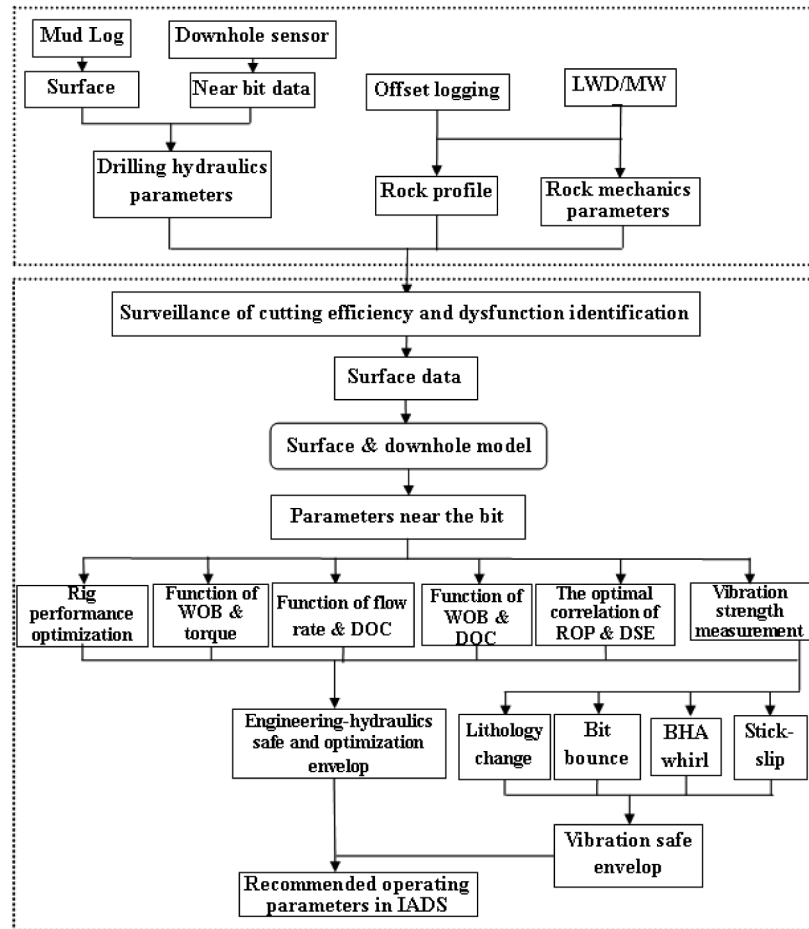 Mud Log
Downhole sensor
Surface
Near bit data
Offset logging
LWD/MW
Drilling hydraulics
parameters
Rock profile
Rock mechanics
parameters
Surveillance of cutting efficiency and dysfunction identification
Surface data
Surface & downhole model
Parameters near the bit
Rig
performance
optimization
Function of
WOB &
torque
Function of flow
rate & DOC
Function of
WOB &
DOC
The optimal
correlation of
ROP & DSE
Vibration
strength
measurement
Engineering-hydraulics
safe and optimization
envelop
Lithology
change
Bit
bounce
BHA
whirl
Stick-
slip
Vibration safe
envelop
Recommended operating
parameters in IADS